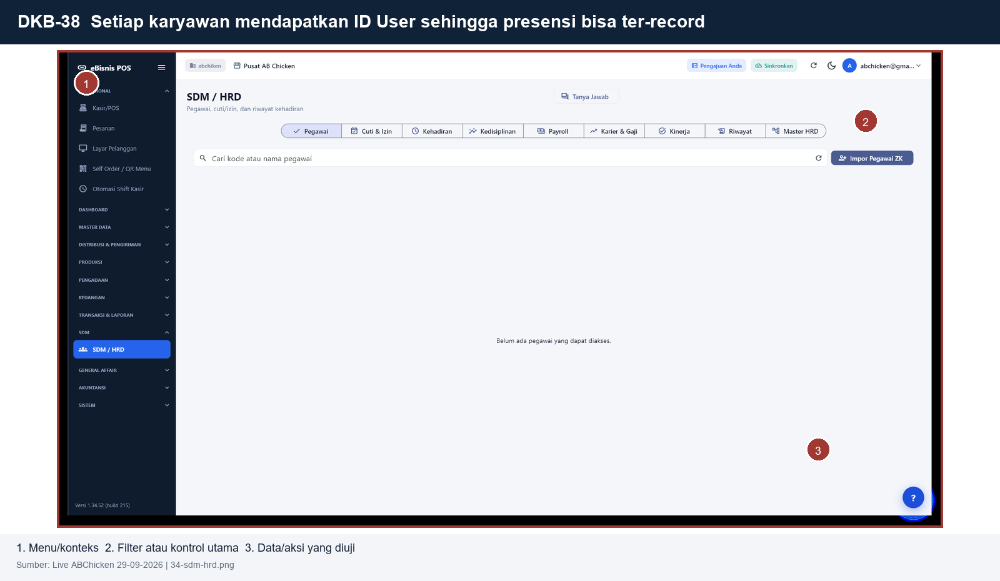 DKB-38 Setiap karyawan mendapatkan ID User sehingga presensi bisa ter-record
eBisnis POS
1
IONAL
Kasir/POS
Pesanan
Layar Pelanggan
Self Order / QR Menu
Otomasi Shift Kasir
DASHBOARD
MASTER DATA
DISTRIBUSI & PENGIRIMAN
PRODUKSI
PENGADAAN
KEUANGAN
TRANSAKSI & LAPORAN
SDM
SDM / HRD
GENERAL AFFAIR
AKUNTANSI
SISTEM
Versi 1.34.52 (build 215)
abchiken
Pusat AB Chicken
Pengajuan Anda
Sinkronkan
A
abchicken@gma...
SDM / HRD
Pegawai, cuti/izin, dan riwayat kehadiran
Tanya Jawab
2
Pegawai
Cuti & Izin
Kehadiran
Kedisiplinan
Payroll
Karier & Gaji
Kinerja
Riwayat
Master HRD
Cari kode atau nama pegawai
Impor Pegawai ZK
Belum ada pegawai yang dapat diakses.
3
?
1. Menu/konteks 2. Filter atau kontrol utama 3. Data/aksi yang diuji
Sumber: Live ABChicken 29-09-2026 | 34-sdm-hrd.png